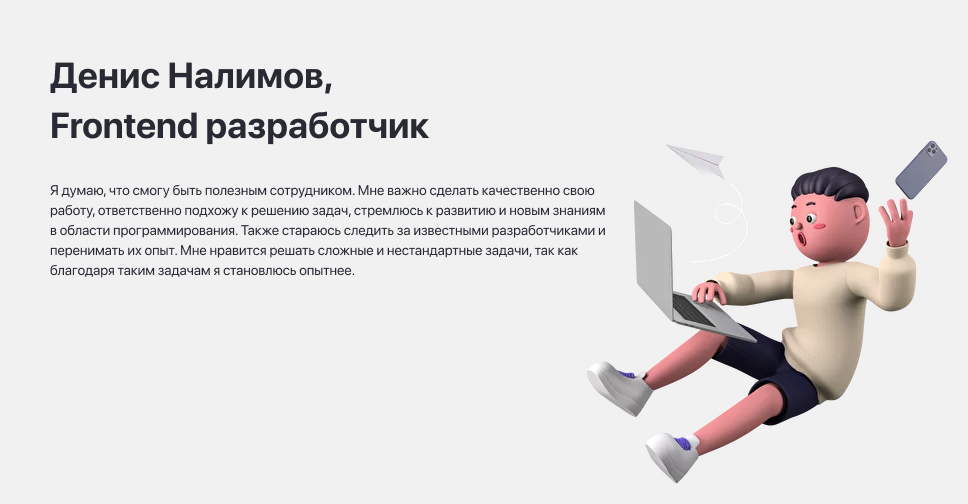 Денис Налимов,
Frontend разработчик
Я думаю, что смогу быть полезным сотрудником. Мне важно сделать качественно свою
работу, ответственно подхожу к решению задач, стремлюсь к развитию и новым знаниям
в области программирования. Также стараюсь следить за известными разработчиками и
перенимать их опыт. Мне нравится решать сложные и нестандартные задачи, так как
благодаря таким задачам я становлюсь опытнее.